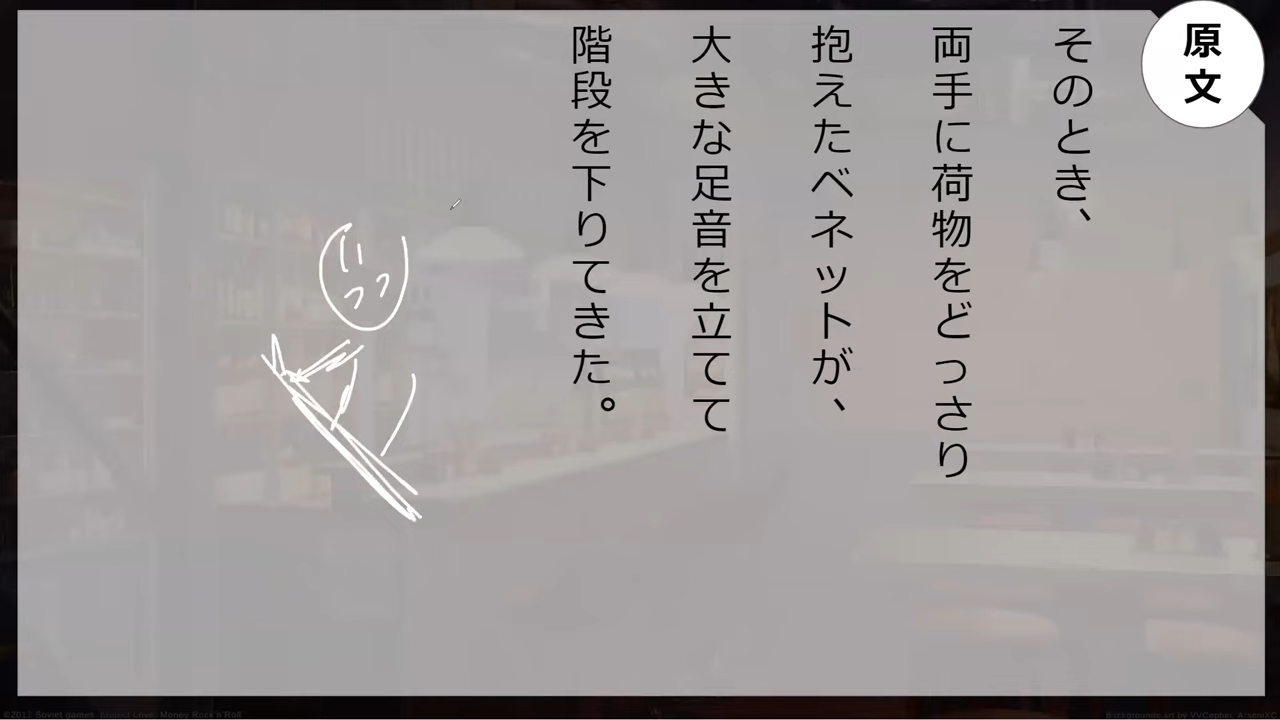 原文
そのとき、
両手に荷物をどっさり
抱えたベネットが、
大きな足音を立てて
階段を下りてきた。